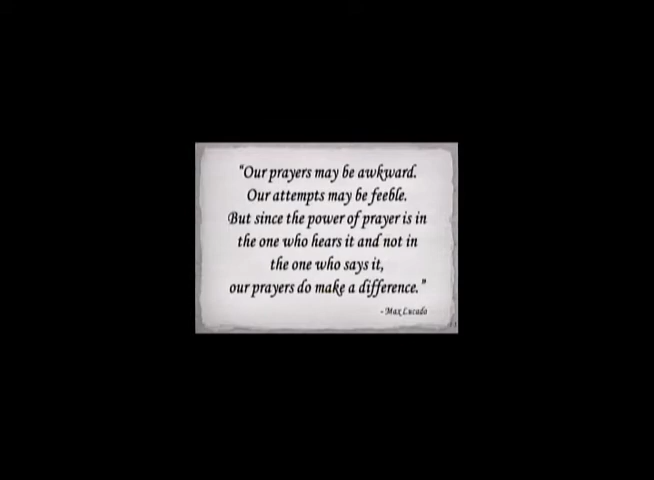 "Our prayers may be awkward.
Our attempts may be feeble.
But since the power of prayer is in
the one who hears it and not in
the one who says it,
our prayers do make a difference."
- Max Lucado